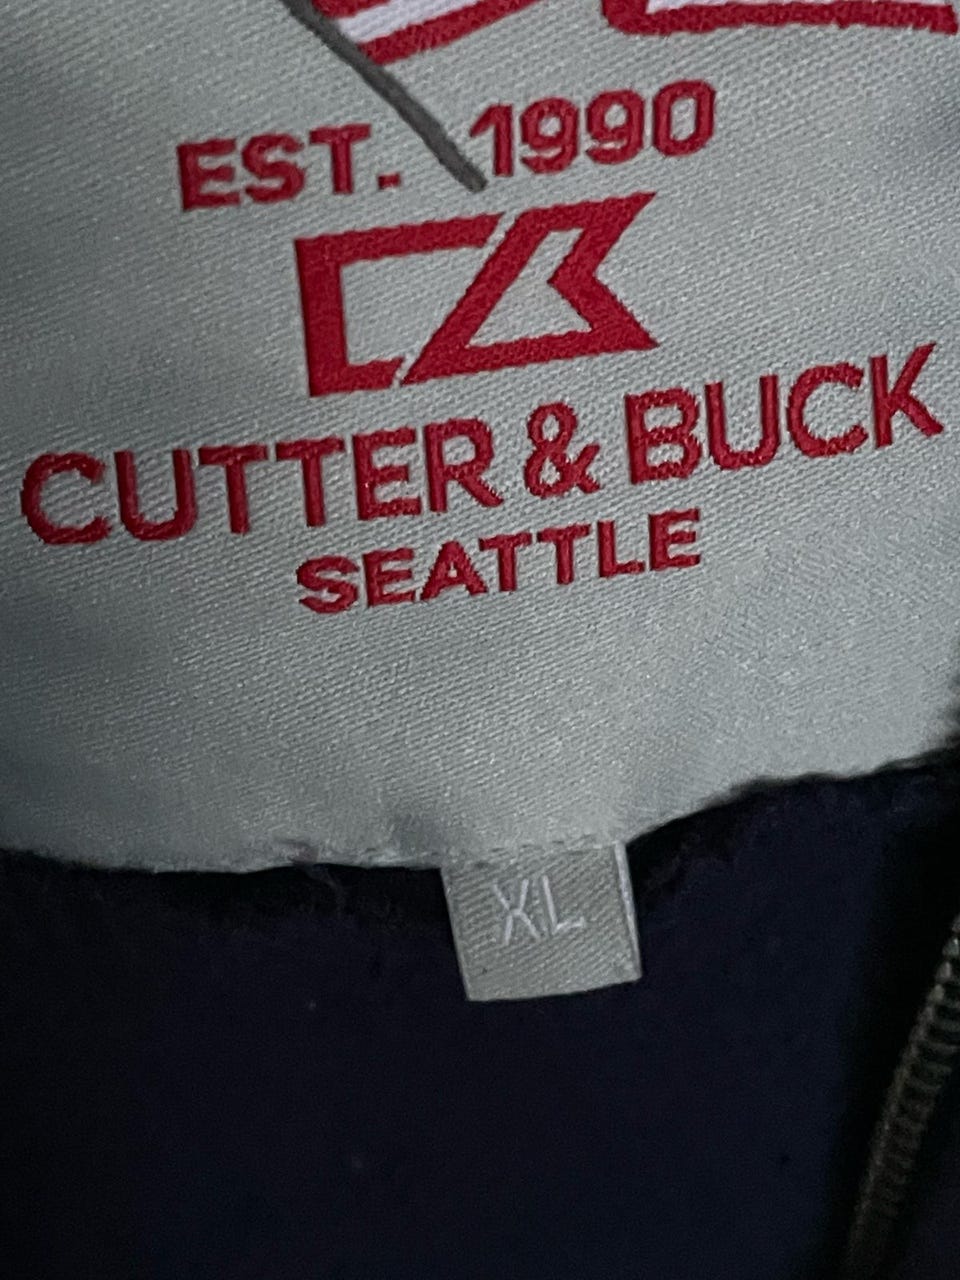 EST. 1990
CUTTER & BUCK
SEATTLE
XL